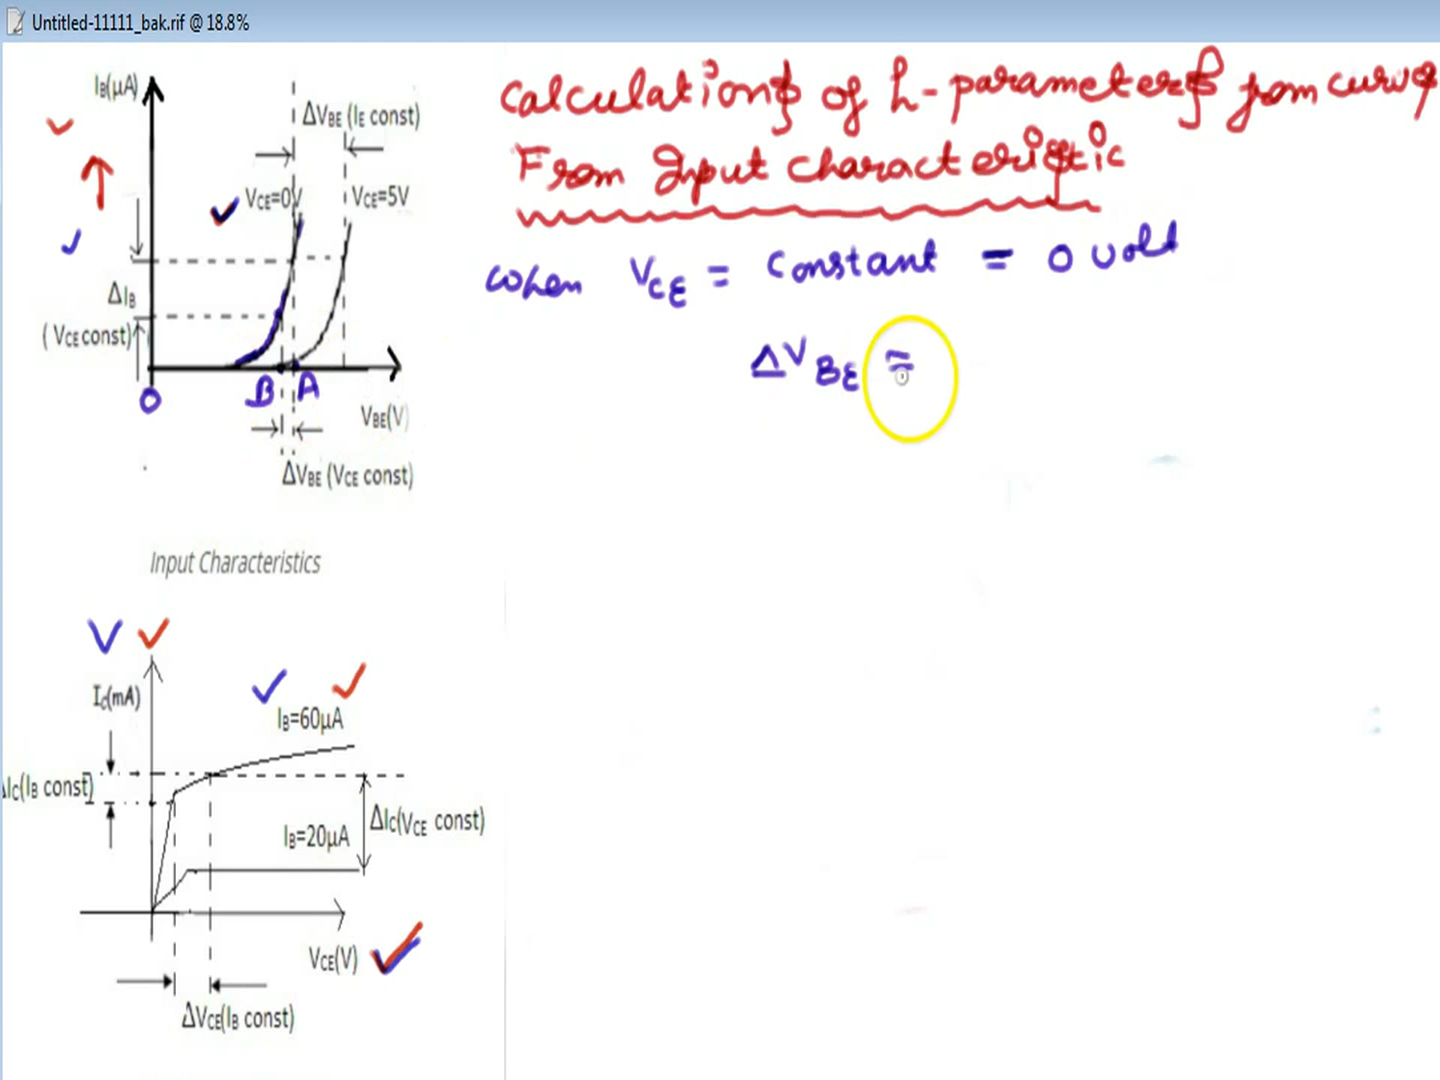 Untitled-11111_bak.rif @ 18.8%
Calculations of h-parameters from curve
From Input characteristic
when VCE = constant = 0 volt
ΔVBE =
IB(μA)
ΔVBE (IE const)
VCE=0V
VCE=5V
ΔIB
( VCE const)
O
B
A
VBE(V)
ΔVBE (VCE const)
Input Characteristics
IC(mA)
IB=60μA
ΔIC(IB const)
IB=20μA
ΔIC(VCE const)
VCE(V)
ΔVCE(IB const)